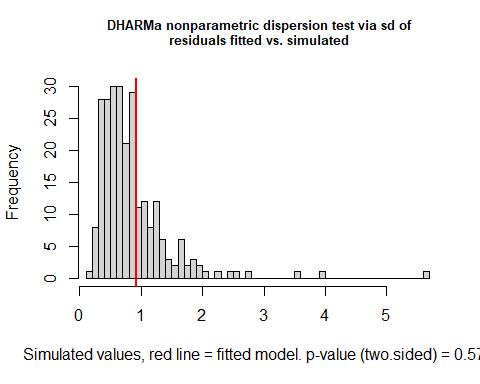 DHARMa nonparametric dispersion test via sd of
residuals fitted vs. simulated
Frequency
30
25
20
15
10
5
0
0 1 2 3 4 5
Simulated values, red line = fitted model. p-value (two.sided) = 0.57